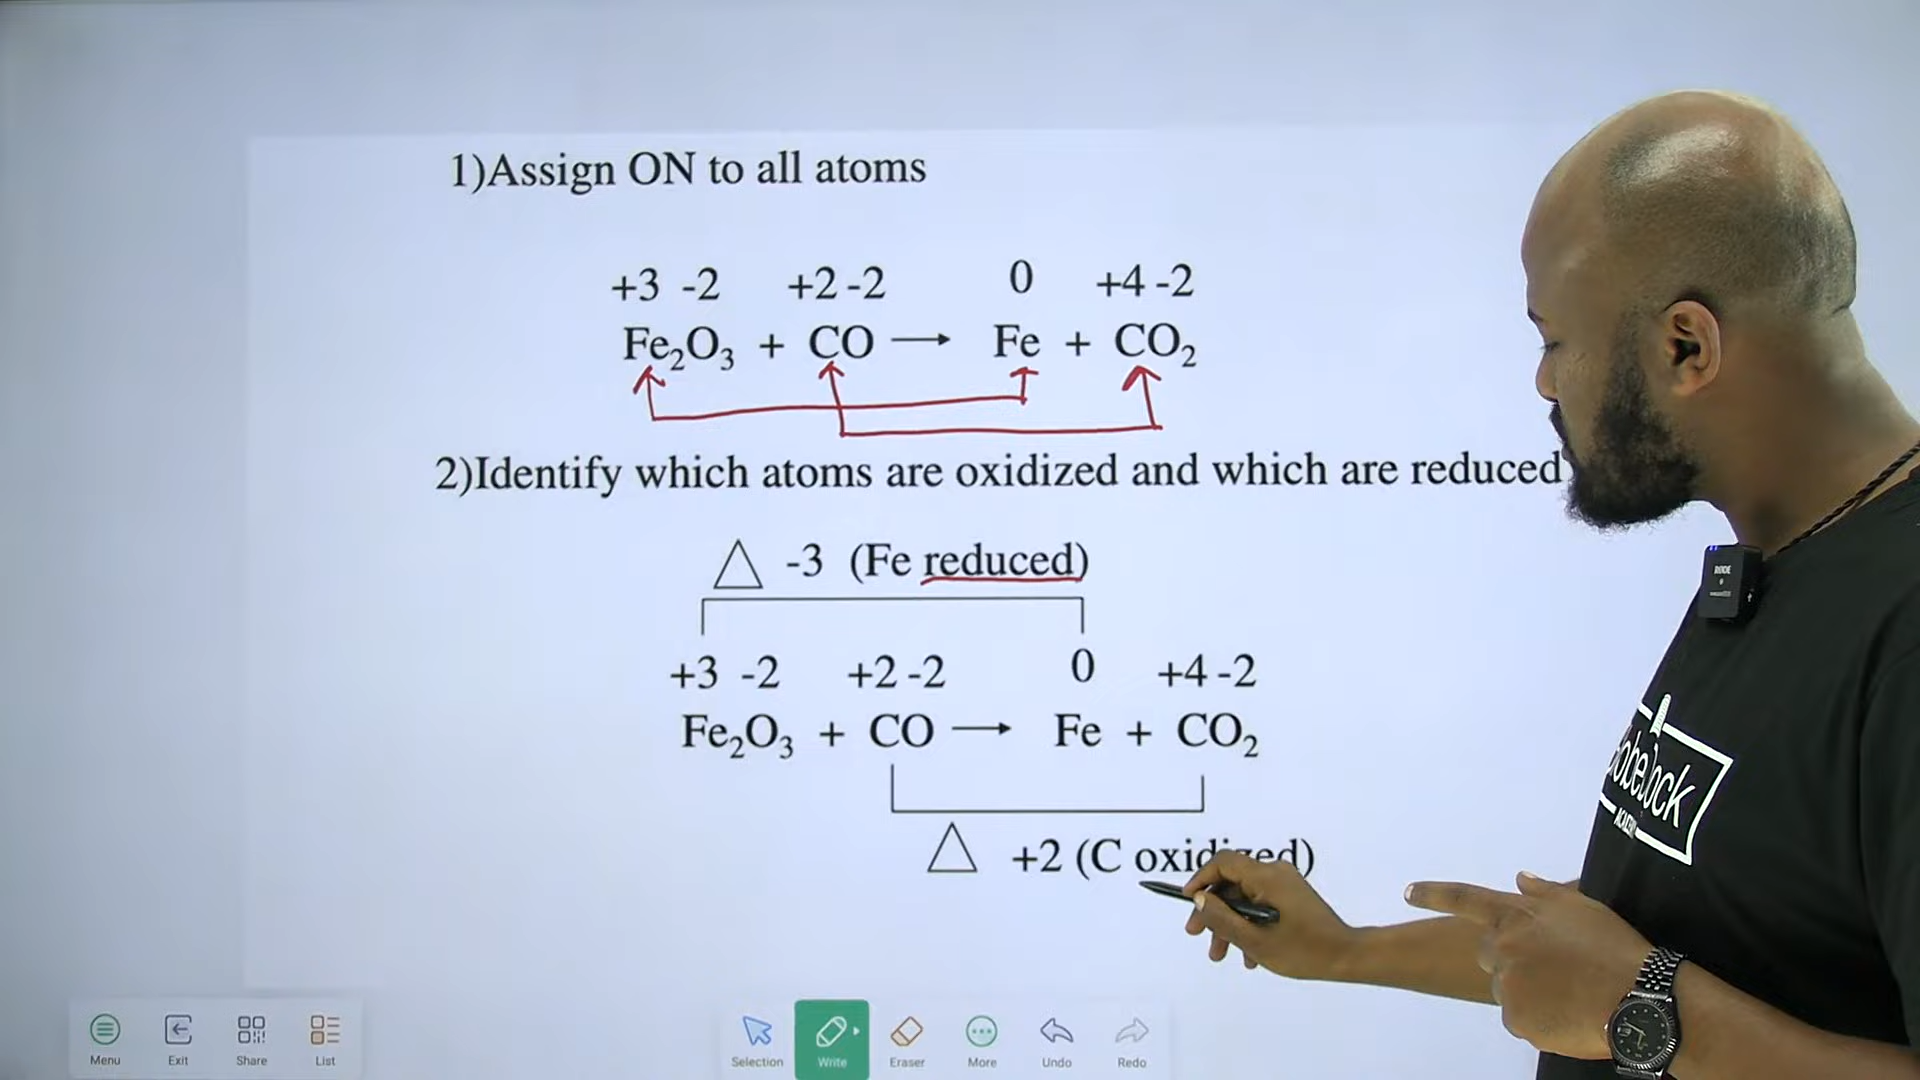 1)Assign ON to all atoms
+3 -2 +2 -2 0 +4 -2
Fe₂O₃ + CO → Fe + CO₂
2)Identify which atoms are oxidized and which are reduced
△ -3 (Fe reduced)
+3 -2 +2 -2 0 +4 -2
Fe₂O₃ + CO → Fe + CO₂
△ +2 (C oxidized)
RØDE
Menu Exit Share List Selection Write Eraser More Undo Redo